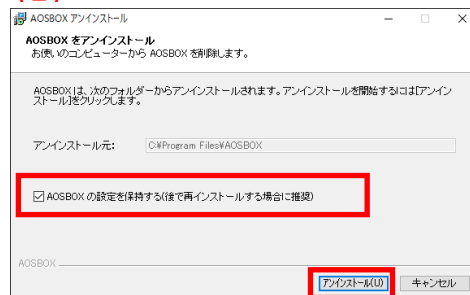 AOSBOX アンインストール
AOSBOX をアンインストール
お使いのコンピューターから AOSBOX を削除します。
AOSBOXは、次のフォルダーからアンインストールされます。アンインストールを開始するには[アンイン
ストール]をクリックします。
アンインストール元: C:¥Program Files¥AOSBOX
AOSBOX の設定を保持する(後で再インストールする場合に推奨)
AOSBOX
アンインストール(U) キャンセル